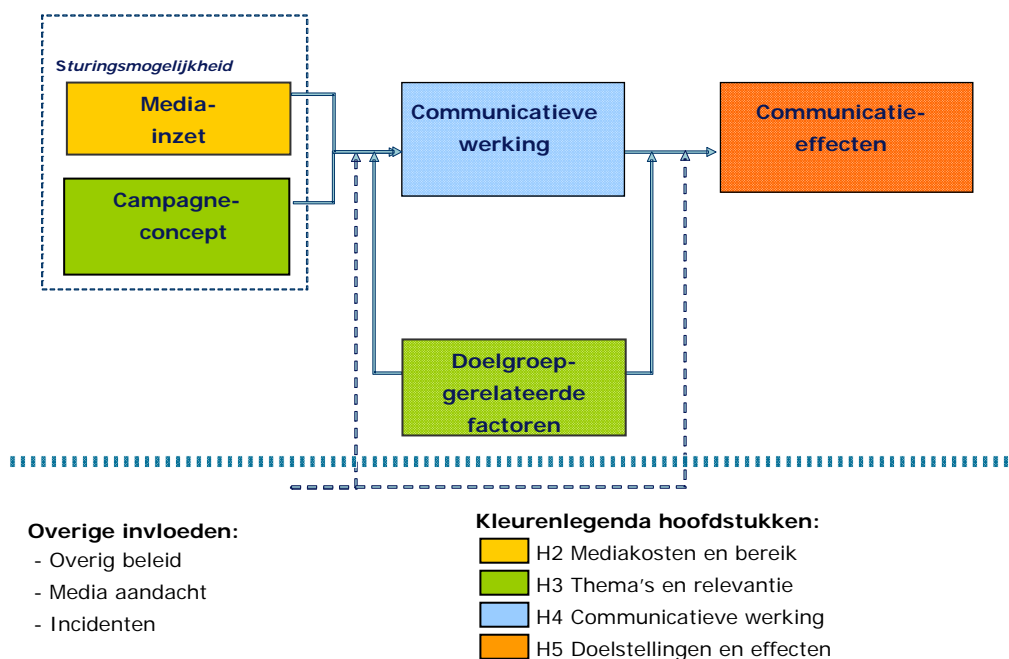 Sturingsmogelijkheid
Media-
inzet
Campagne-
concept
Communicatieve
werking
Communicatie-
effecten
Doelgroep-
gerelateerde
factoren
Overige invloeden:
- Overig beleid
- Media aandacht
- Incidenten
Kleurenlegenda hoofdstukken:
H2 Mediakosten en bereik
H3 Thema's en relevantie
H4 Communicatieve werking
H5 Doelstellingen en effecten